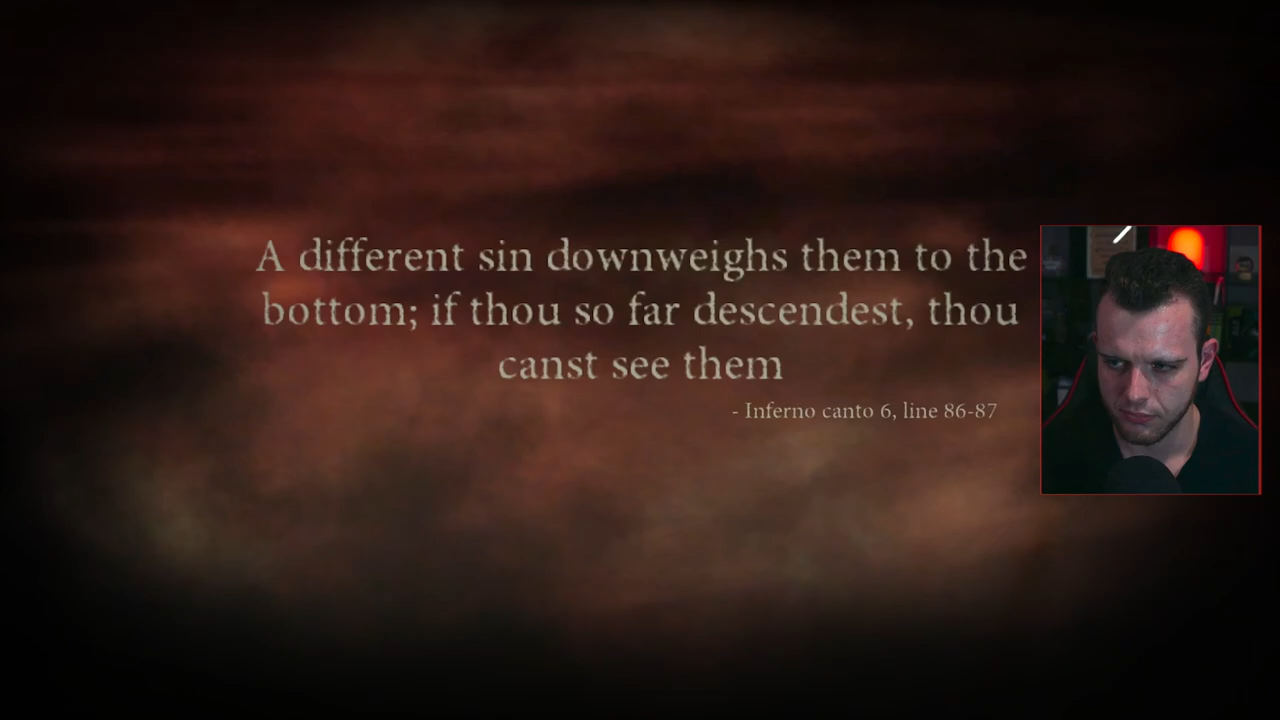 A different sin downweighs them to the
bottom; if thou so far descendest, thou
canst see them
- Inferno canto 6, line 86-87